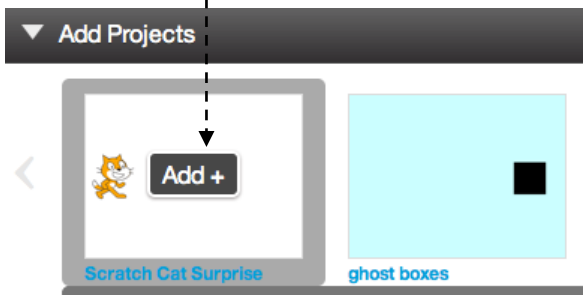 Add Projects
Add +
Scratch Cat Surprise
ghost boxes